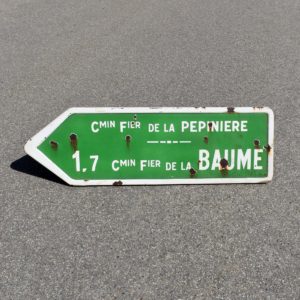 CMIN FIER DE LA PEPINIERE
1,7 CMIN FIER DE LA BAUME